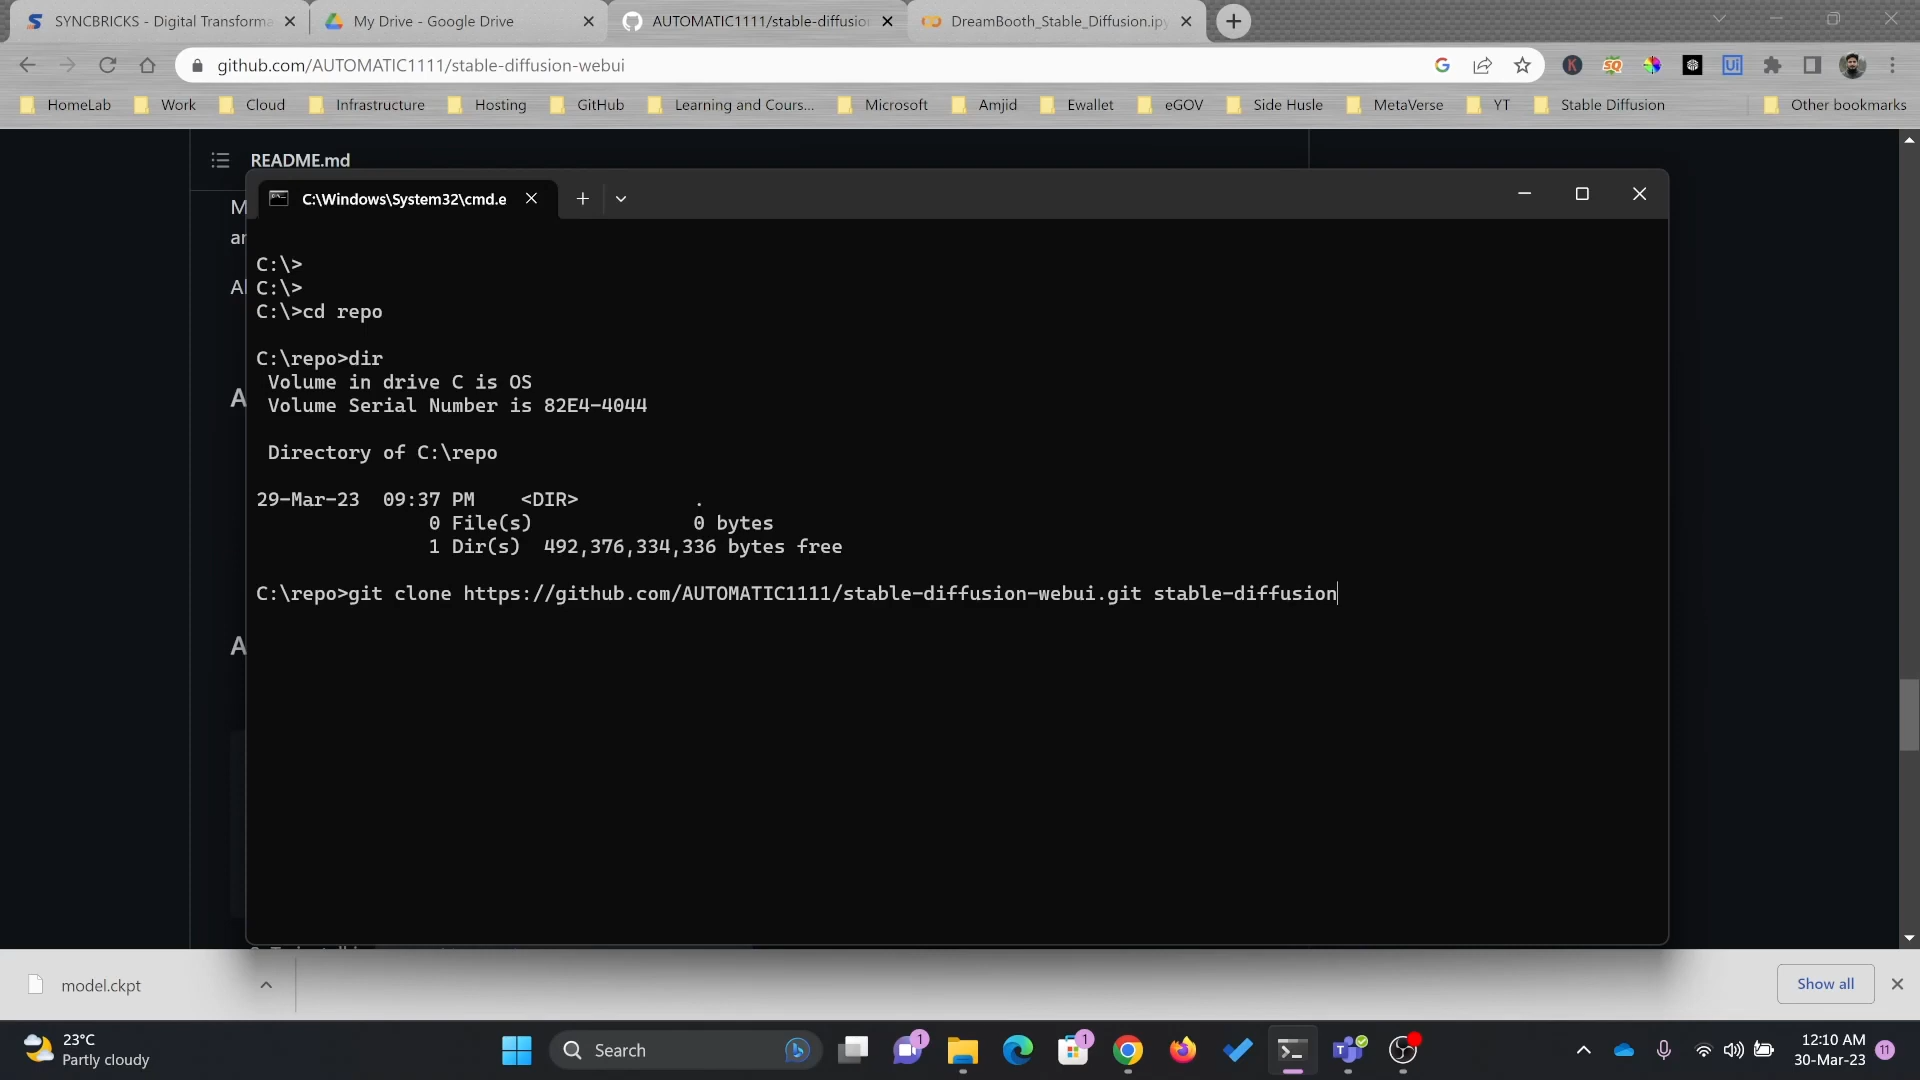 SYNCBRICKS - Digital Transforma
My Drive - Google Drive
AUTOMATIC1111/stable-diffusion
DreamBooth_Stable_Diffusion.ipy
github.com/AUTOMATIC1111/stable-diffusion-webui
HomeLab
Work
Cloud
Infrastructure
Hosting
GitHub
Learning and Cours...
Microsoft
Amjid
Ewallet
eGOV
Side Husle
MetaVerse
YT
Stable Diffusion
Other bookmarks
README.md
C:\Windows\System32\cmd.e
C:\>
C:\>
C:\>cd repo
C:\repo>dir
Volume in drive C is OS
Volume Serial Number is 82E4-4044
Directory of C:\repo
29-Mar-23 09:37 PM <DIR> .
0 File(s) 0 bytes
1 Dir(s) 492,376,334,336 bytes free
C:\repo>git clone https://github.com/AUTOMATIC1111/stable-diffusion-webui.git stable-diffusion
model.ckpt
Show all
23°C
Partly cloudy
Search
1
1
12:10 AM
30-Mar-23
11